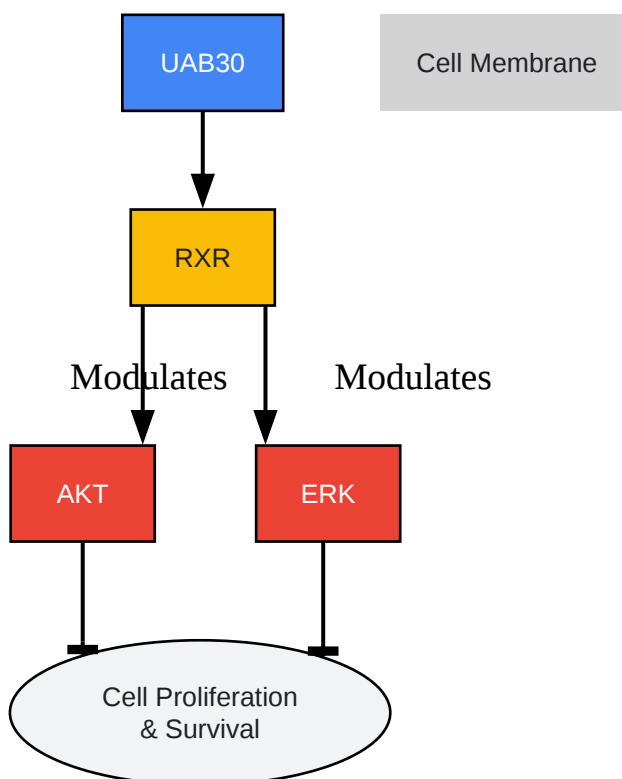 UAB30
Cell Membrane
RXR
Modulates
Modulates
AKT
ERK
Cell Proliferation
& Survival